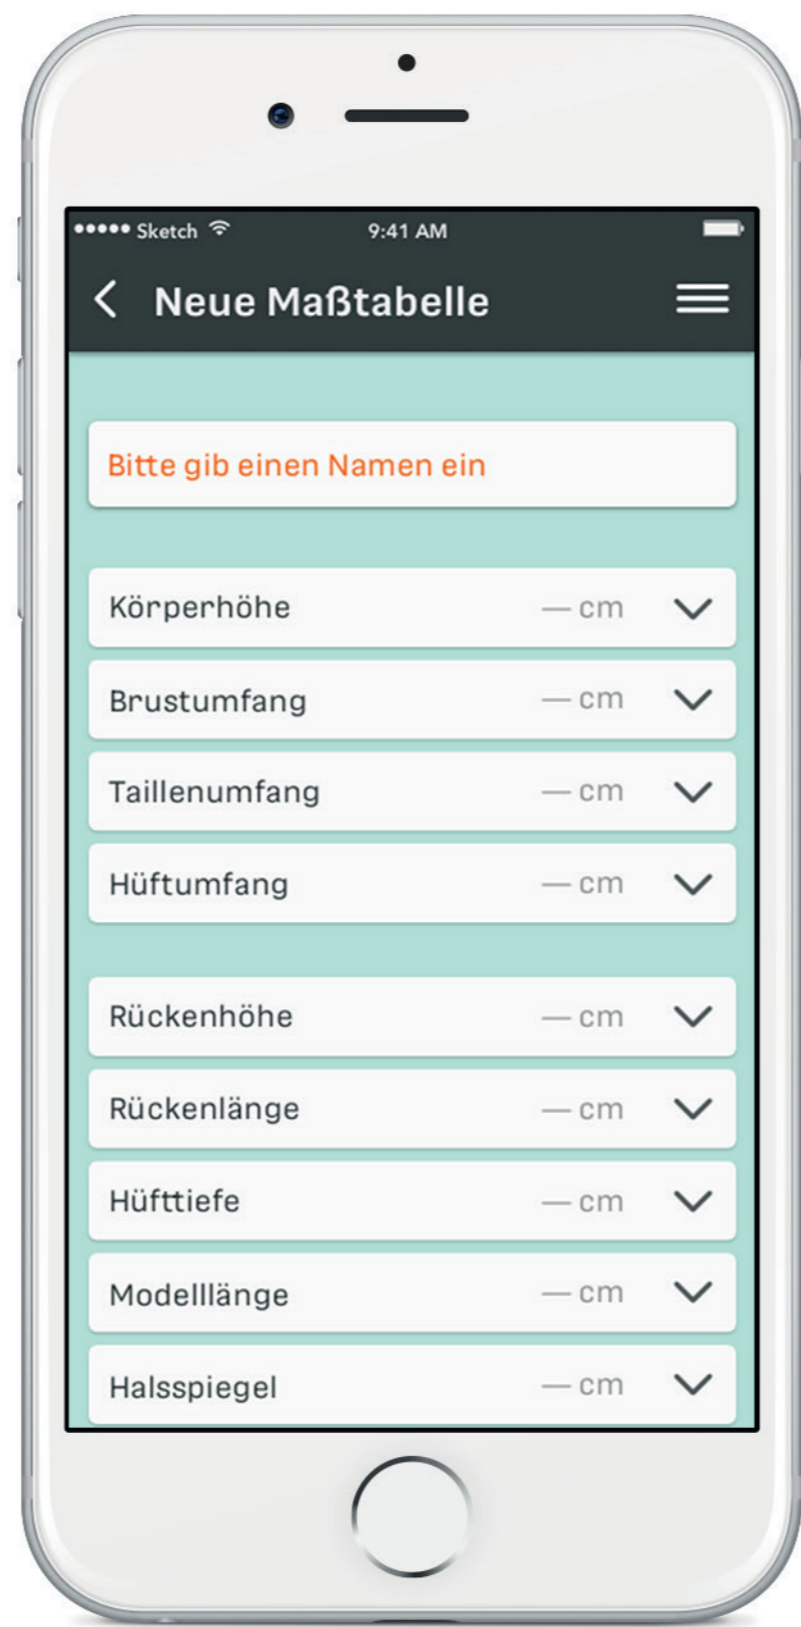 Sketch 9:41 AM
Neue Maßtabelle
Bitte gib einen Namen ein
Körperhöhe — cm
Brustumfang — cm
Taillenumfang — cm
Hüftumfang — cm
Rückenhöhe — cm
Rückenlänge — cm
Hüfttiefe — cm
Modelllänge — cm
Halsspiegel — cm